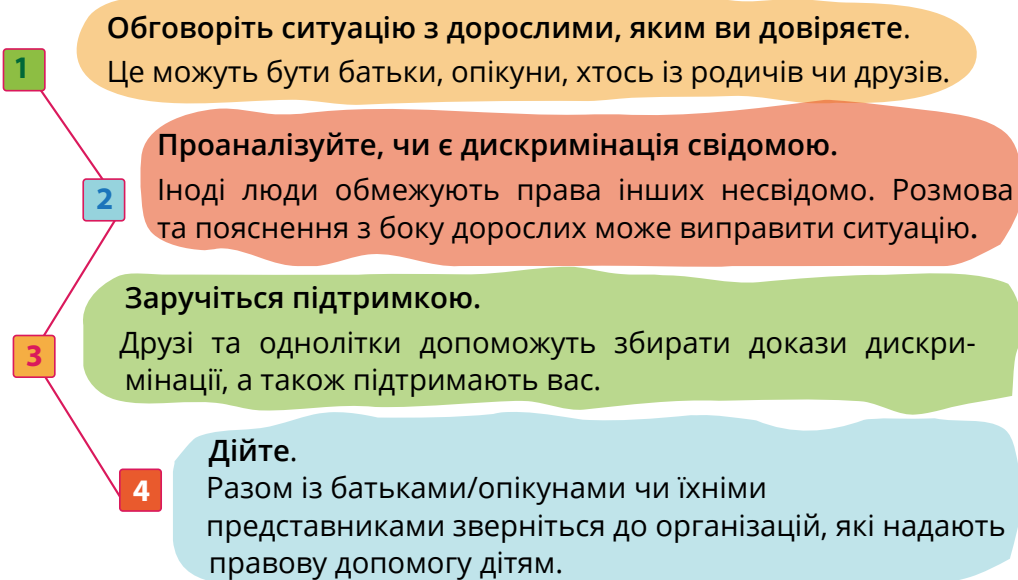 1
Обговоріть ситуацію з дорослими, яким ви довіряєте.
Це можуть бути батьки, опікуни, хтось із родичів чи друзів.
2
Проаналізуйте, чи є дискримінація свідомою.
Іноді люди обмежують права інших несвідомо. Розмова
та пояснення з боку дорослих може виправити ситуацію.
3
Заручіться підтримкою.
Друзі та однолітки допоможуть збирати докази дискри-
мінації, а також підтримають вас.
4
Дійте.
Разом із батьками/опікунами чи їхніми
представниками зверніться до організацій, які надають
правову допомогу дітям.